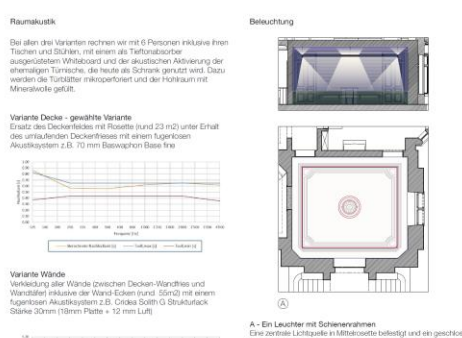 Raumakustik
Bei allen drei Varianten rechnen wir mit 6 Personen inklusive ihren
Tischen und Stühlen, mit einem als Tieftonabsorber
ausgerüstetem Whiteboard und der akustischen Aktivierung der
ehemaligen Türnische, die heute als Schrank genutzt wird. Dazu
werden die Türblätter mikroperforiert und der Hohlraum mit
Mineralwolle gefüllt.
Variante Decke - gewählte Variante
Ersatz des Deckenfeldes mit Rosette (rund 23 m2) unter Erhalt
des umlaufenden Deckenfrieses mit einem fugenlosen
Akustiksystem z.B. 70 mm Baswaphon Base fine
Variante Wände
Verkleidung aller Wände (zwischen Decken-Wandfries und
Wandtäfer) inklusive der Wand-Ecken (rund 55m2) mit einem
fugenlosen Akustiksystem z.B. Cridea Solith G Strukturlack
Stärke 30mm (18mm Platte + 12 mm Luft)
Beleuchtung
A
A - Ein Leuchter mit Schienenrahmen
Eine zentrale Lichtquelle in Mittelrosette befestigt und ein geschlos